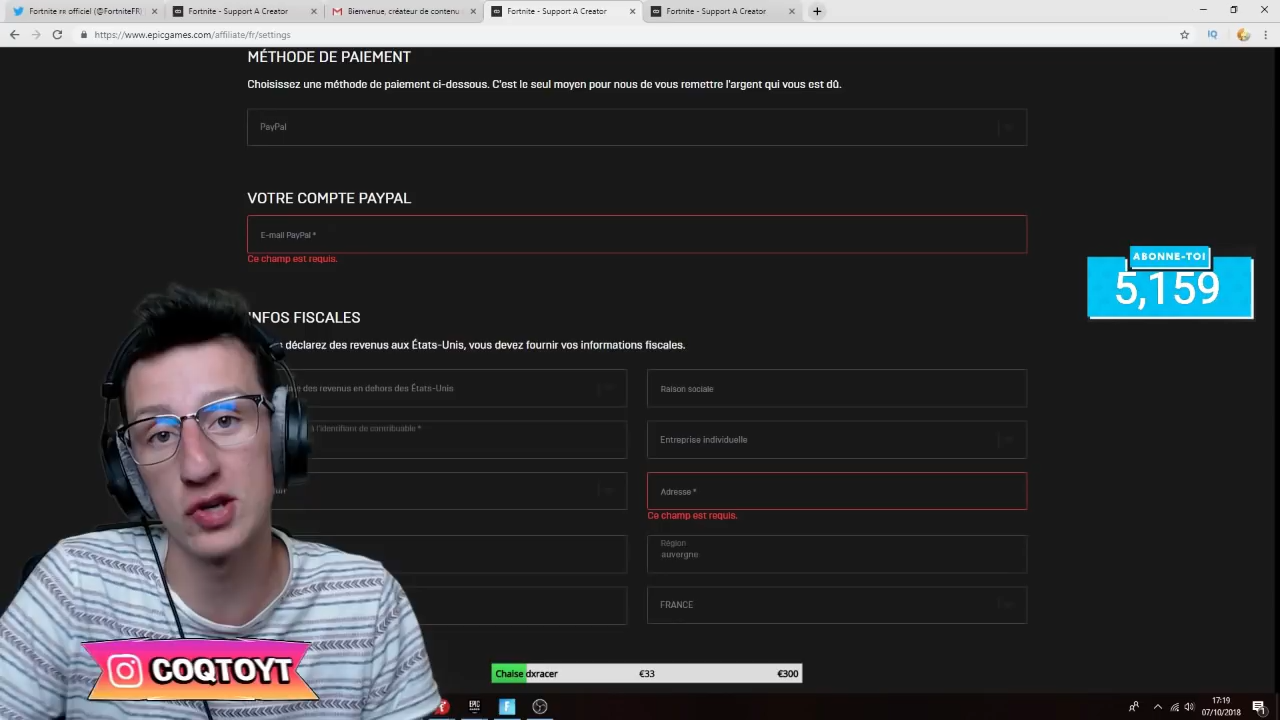 Fortnite fr officiel (@FortniteFR)
Fortnite - Support A Creator
Bienvenue, créateur de contenu
Fortnite - Support A Creator
Fortnite - Support A Creator
https://www.epicgames.com/affiliate/fr/settings
MÉTHODE DE PAIEMENT
Choisissez une méthode de paiement ci-dessous. C'est le seul moyen pour nous de vous remettre l'argent qui vous est dû.
PayPal
VOTRE COMPTE PAYPAL
E-mail PayPal *
Ce champ est requis.
ABONNE-TOI
5,159
INFOS FISCALES
déclarez des revenus aux États-Unis, vous devez fournir vos informations fiscales.
des revenus en dehors des États-Unis
Raison sociale
à l'identifiant de contribuable *
Entreprise individuelle
Adresse *
Ce champ est requis.
Région
auvergne
FRANCE
COQTOYT
Chaise dxracer €33 €300
17:19
07/10/2018